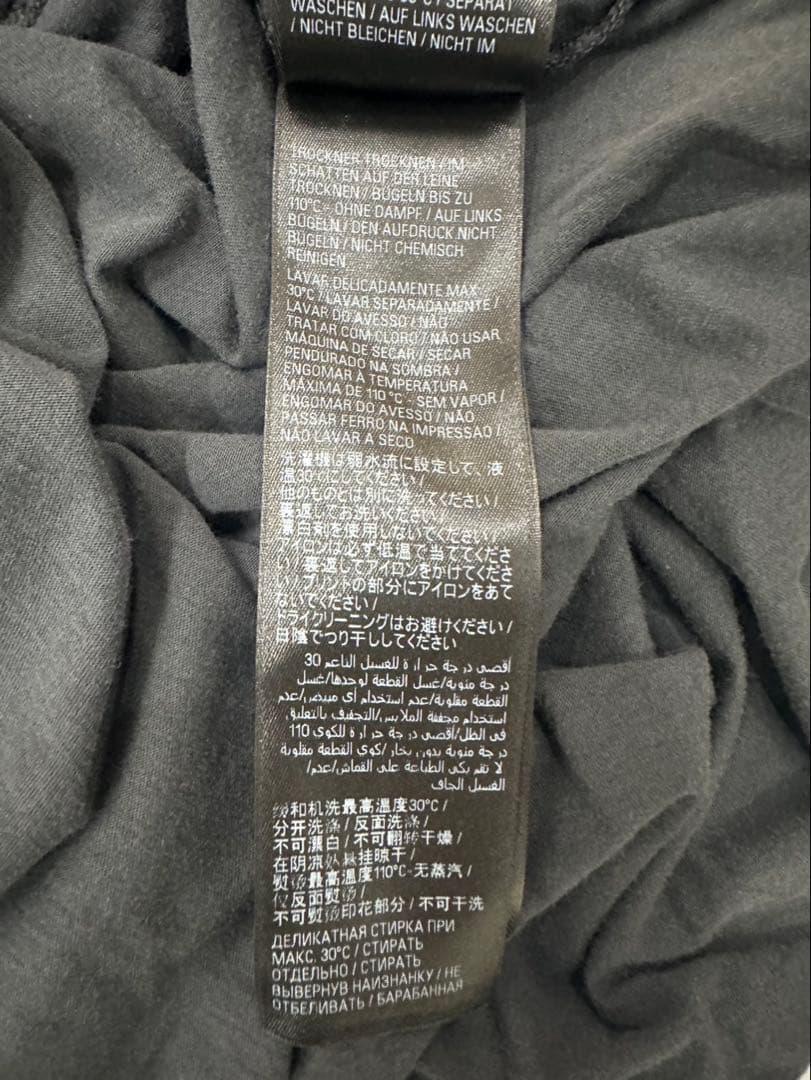 WASCHEN / AUF LINKS WASCHEN
/ NICHT BLEICHEN / NICHT IM
TROCKNER TROCKNEN / IM
SCHATTEN AUF DER LEINE
TROCKNEN / BÜGELN BIS ZU
110°C - OHNE DAMPF / AUF LINKS
BÜGELN / DEN AUFDRUCK NICHT
BÜGELN / NICHT CHEMISCH
REINIGEN
LAVAR DELICADAMENTE MAX
30°C / LAVAR SEPARADAMENTE /
LAVAR DO AVESSO / NÃO
TRATAR COM CLORO / NÃO USAR
MÁQUINA DE SECAR / SECAR
PENDURADO NA SOMBRA /
ENGOMAR À TEMPERATURA
MÁXIMA DE 110 °C - SEM VAPOR /
ENGOMAR DO AVESSO / NÃO
PASSAR FERRO NA IMPRESSAO /
NÃO LAVAR A SECO
洗濯機は弱水流に設定して、液
温30℃にしてください/
他のものとは別に洗ってください/
裏返してお洗いください/
漂白剤を使用しないでください/
アイロンは必ず低温で当ててくださ
い/ 裏返してアイロンをかけてくださ
い/ プリントの部分にアイロンをあて
ないでください/
ドライクリーニングはお避けください/
日陰でつり干ししてください
أقصى درجة حرارة للغسيل الناعم 30
درجة مئوية/غسل القطعة لوحدها/غسل
القطعة مقلوبة/عدم استخدام أي مبيض/عدم
استخدام مجففة الملابس/التجفيف بالتعليق
في الظل/أقصى درجة حرارة للكوي 110
درجة مئوية بدون بخار/كوي القطعة مقلوبة
لا تقم بكي الطباعة على القماش/عدم/
الغسيل الجاف
缓和机洗最高温度30°C /
分开洗涤 / 反面洗涤 /
不可漂白 / 不可翻转干燥 /
在阴凉处悬挂晾干 /
熨烫最高温度110°C-无蒸汽 /
仅反面熨烫 /
不可熨烫印花部分 / 不可干洗
ДЕЛИКАТНАЯ СТИРКА ПРИ
МАКС. 30°C / СТИРАТЬ
ОТДЕЛЬНО / СТИРАТЬ
ВЫВЕРНУВ НАИЗНАНКУ / НЕ
ОТБЕЛИВАТЬ / БАРАБАННАЯ